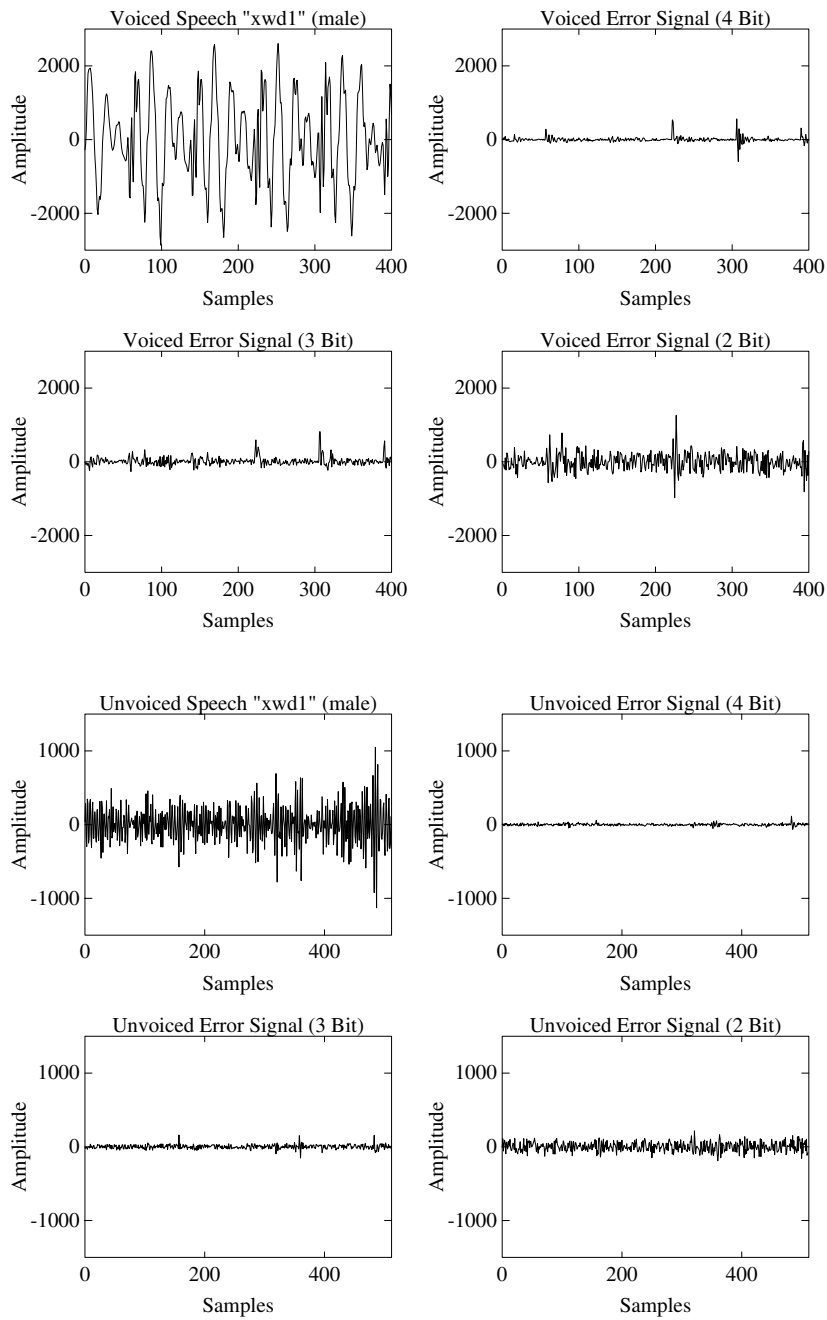 Voiced Speech "xwd1" (male)
2000
0
-2000
Amplitude
0 100 200 300 400
Samples
Voiced Error Signal (4 Bit)
2000
0
-2000
Amplitude
0 100 200 300 400
Samples
Voiced Error Signal (3 Bit)
2000
0
-2000
Amplitude
0 100 200 300 400
Samples
Voiced Error Signal (2 Bit)
2000
0
-2000
Amplitude
0 100 200 300 400
Samples
Unvoiced Speech "xwd1" (male)
1000
0
-1000
Amplitude
0 200 400
Samples
Unvoiced Error Signal (4 Bit)
1000
0
-1000
Amplitude
0 200 400
Samples
Unvoiced Error Signal (3 Bit)
1000
0
-1000
Amplitude
0 200 400
Samples
Unvoiced Error Signal (2 Bit)
1000
0
-1000
Amplitude
0 200 400
Samples